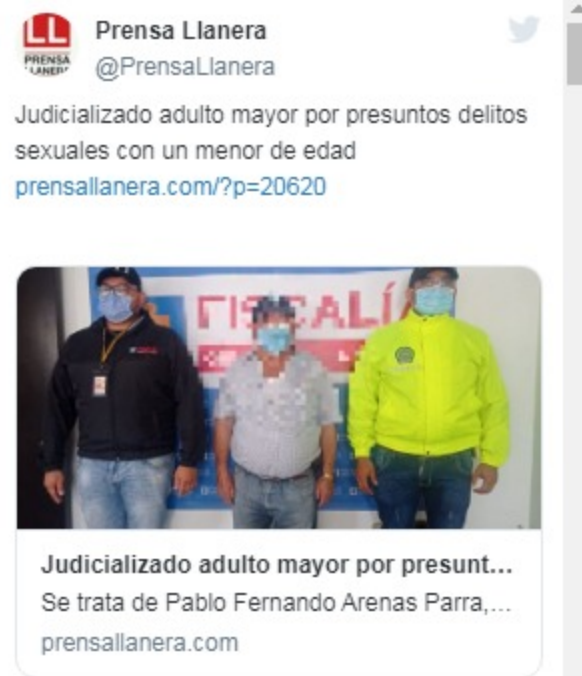 LL
PRENSA
LLANERA
Prensa Llanera
@PrensaLlanera
Judicializado adulto mayor por presuntos delitos
sexuales con un menor de edad
prensallanera.com/?p=20620
FISCALÍA
Judicializado adulto mayor por presunt...
Se trata de Pablo Fernando Arenas Parra,...
prensallanera.com